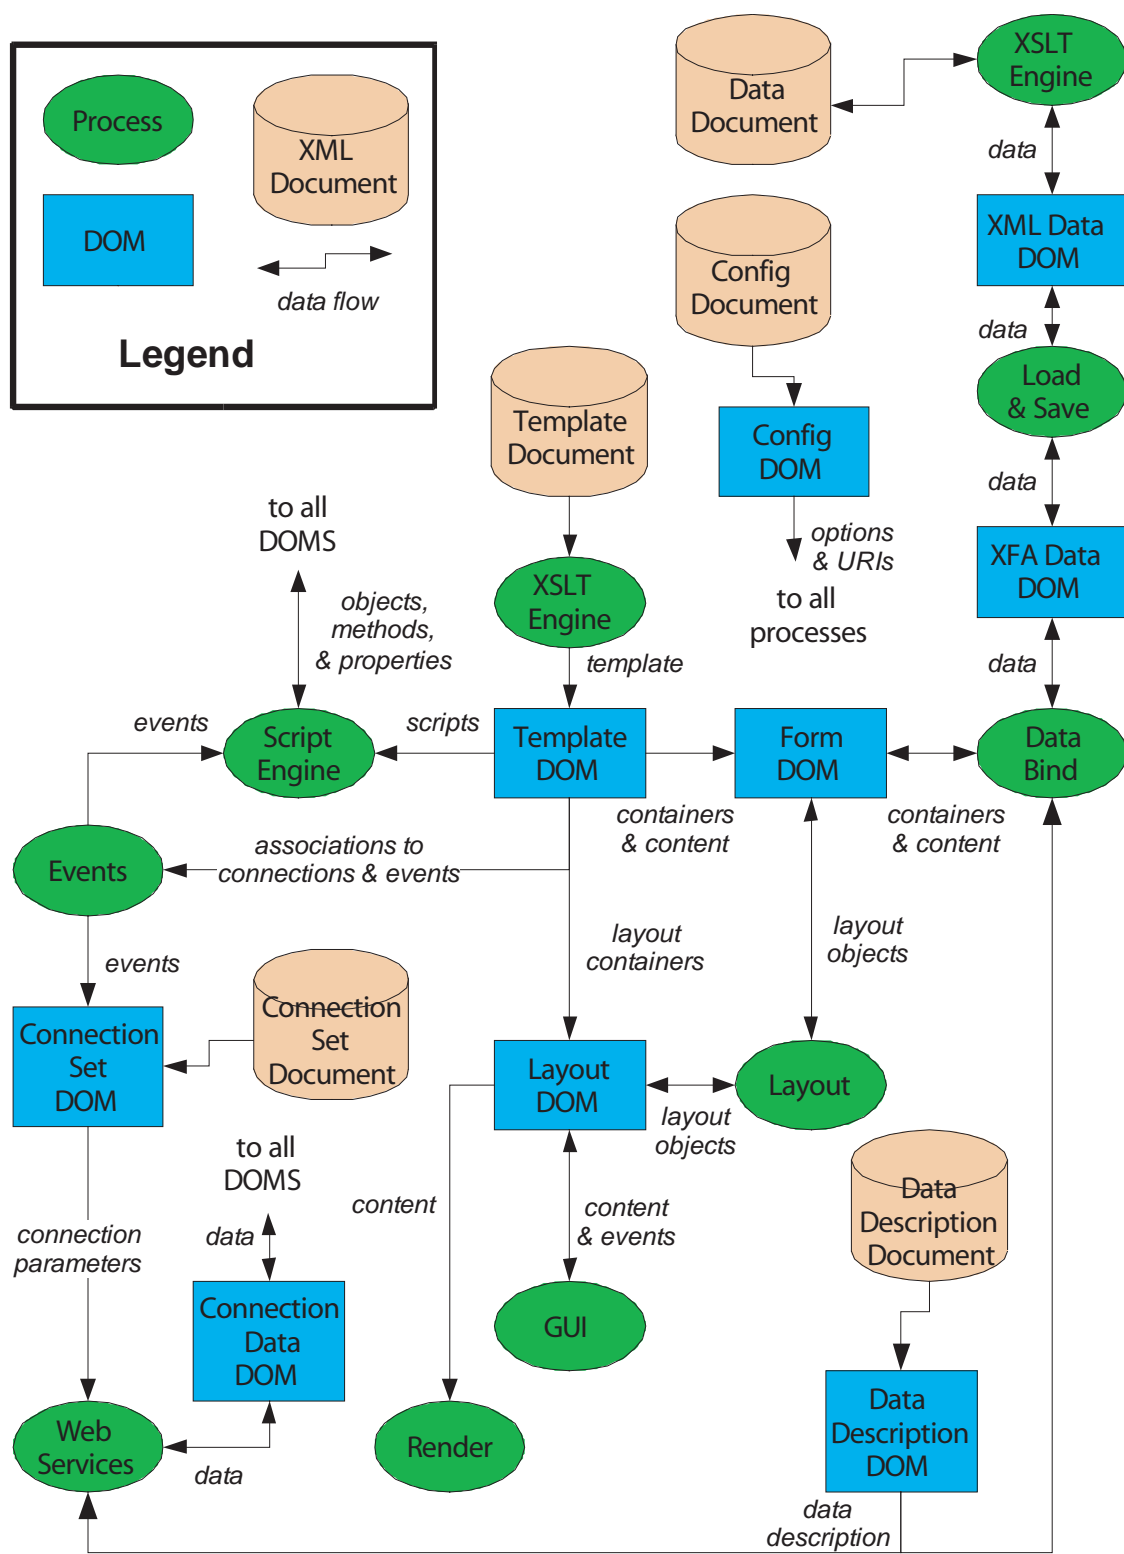 Process
XML
Document
DOM
data flow
Legend
Data
Document
XSLT
Engine
data
XML Data
DOM
Config
Document
data
Load
& Save
Template
Document
Config
DOM
data
to all
DOMS
options
& URIs
XFA Data
DOM
XSLT
Engine
to all
processes
objects,
methods,
& properties
template
data
events
Script
Engine
scripts
Template
DOM
Form
DOM
Data
Bind
containers
& content
containers
& content
Events
associations to
connections & events
layout
containers
layout
objects
events
Connection
Set
DOM
Connection
Set
Document
Layout
DOM
Layout
layout
objects
to all
DOMS
Data
Description
Document
content
content
& events
data
connection
parameters
Connection
Data
DOM
GUI
Data
Description
DOM
Web
Services
data
Render
data
description